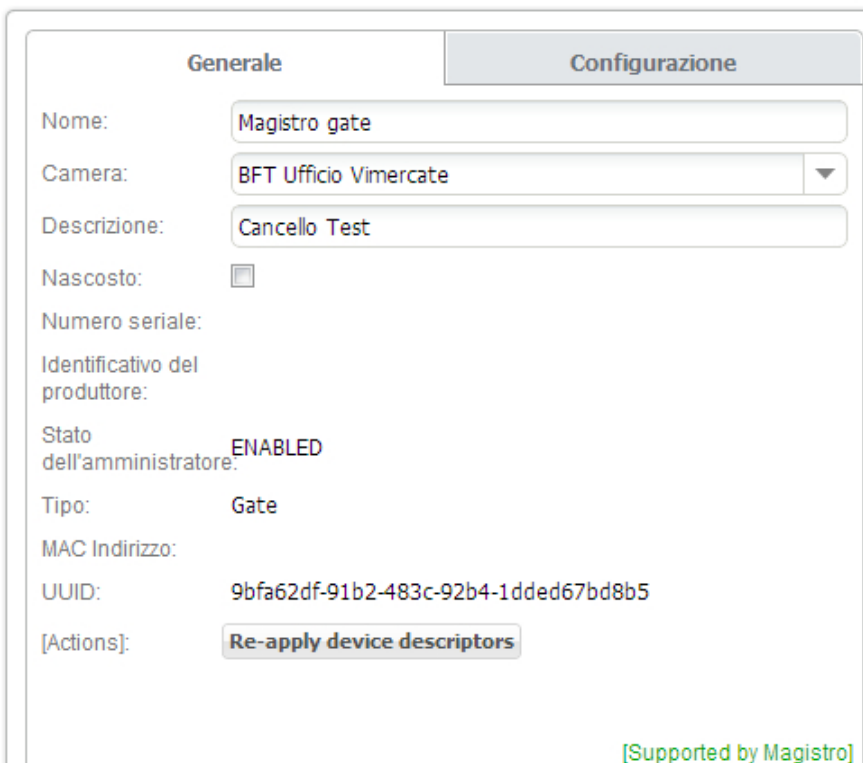 Generale Configurazione
Nome: Magistro gate
Camera: BFT Ufficio Vimercate
Descrizione: Cancello Test
Nascosto:
Numero seriale:
Identificativo del
produttore:
Stato
dell'amministratore: ENABLED
Tipo: Gate
MAC Indirizzo:
UUID: 9bfa62df-91b2-483c-92b4-1dded67bd8b5
[Actions]: Re-apply device descriptors
[Supported by Magistro]